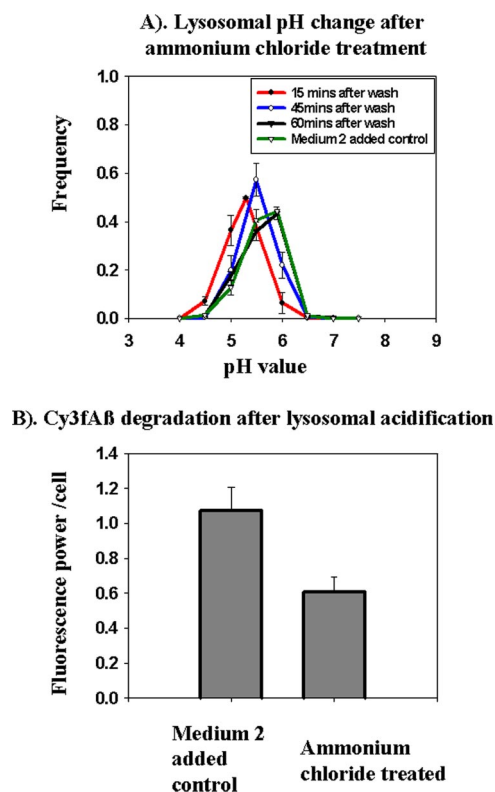 A). Lysosomal pH change after
ammonium chloride treatment
15 mins after wash
45mins after wash
60mins after wash
Medium 2 added control
Frequency
1.0
0.8
0.6
0.4
0.2
0.0
3 4 5 6 7 8 9
pH value
B). Cy3fAß degradation after lysosomal acidification
Fluorescence power /cell
1.4
1.2
1.0
0.8
0.6
0.4
0.2
0.0
Medium 2
added
control
Ammonium
chloride treated